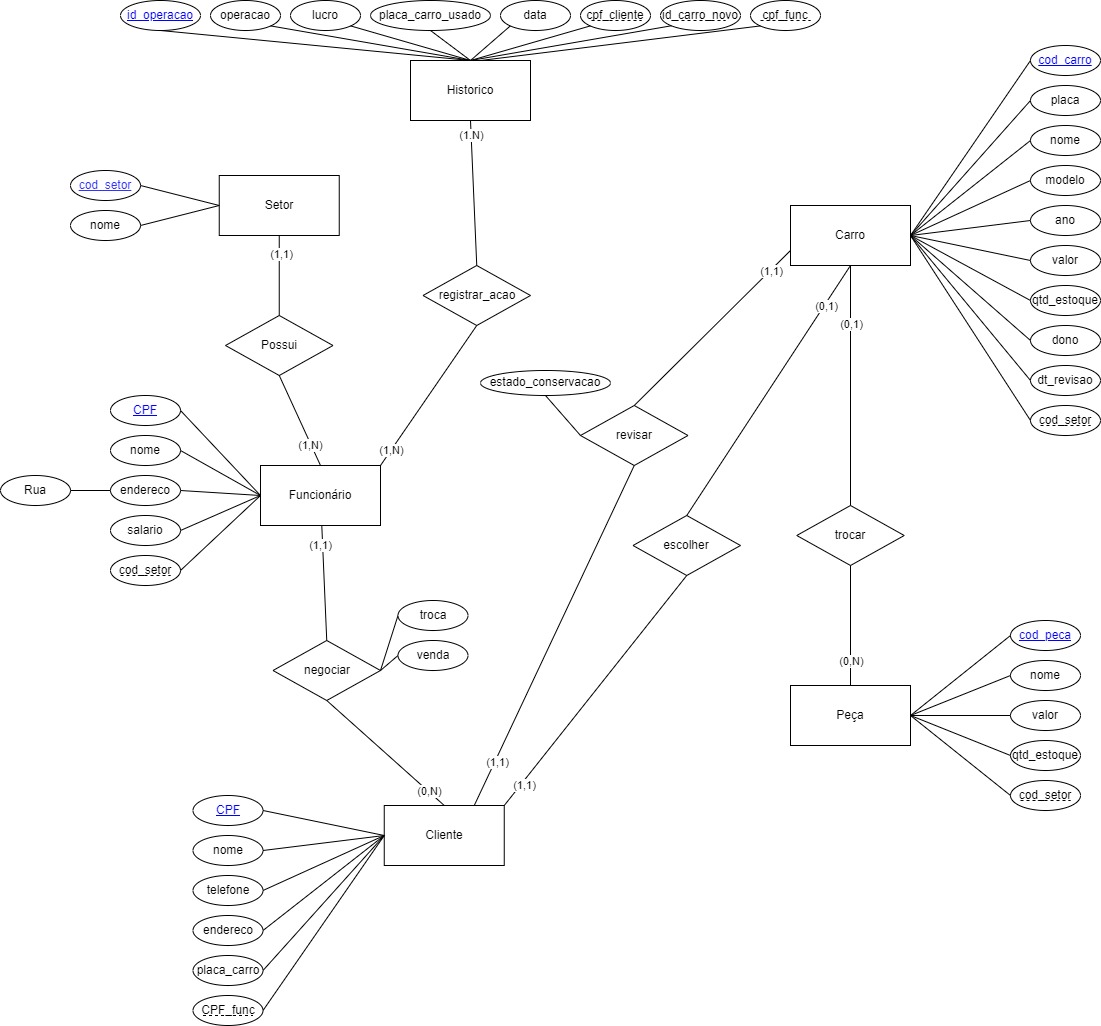 id_operacao
operacao
lucro
placa_carro_usado
data
cpf_cliente
id_carro_novo
cpf_func
Historico
(1.N)
cod_carro
placa
nome
modelo
ano
valor
qtd_estoque
dono
dt_revisao
cod_setor
Carro
(1,1)
(0,1)
(0,1)
cod_setor
nome
Setor
(1,1)
registrar_acao
Possui
estado_conservacao
revisar
(1,N)
(1,N)
CPF
nome
Rua
endereco
salario
cod_setor
Funcionário
(1,1)
escolher
trocar
troca
venda
negociar
(0,N)
cod_peca
nome
valor
qtd_estoque
cod_setor
Peça
(1,1)
(1,1)
(0,N)
CPF
nome
telefone
endereco
placa_carro
CPF_func
Cliente